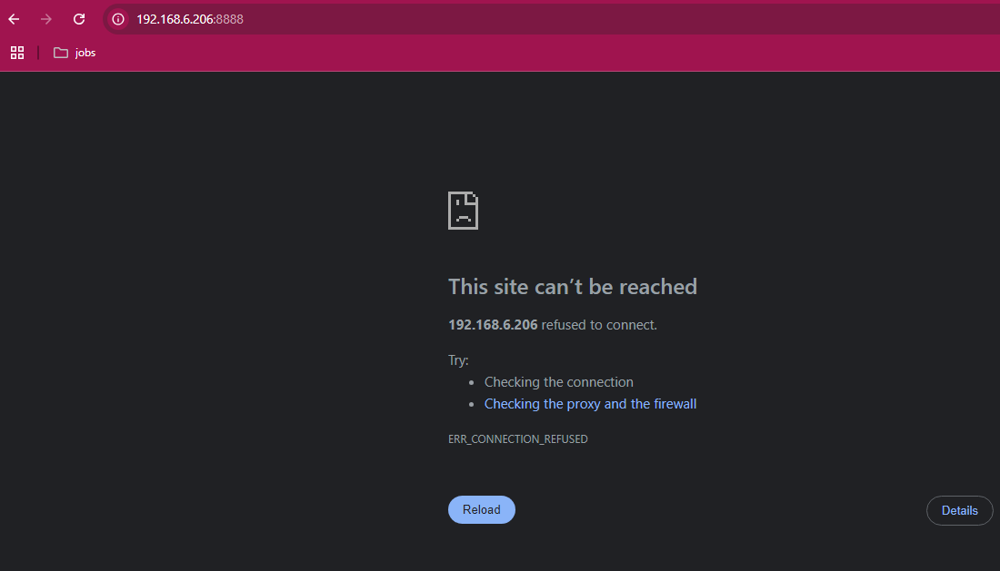 192.168.6.206:8888
jobs
This site can’t be reached
192.168.6.206 refused to connect.
Try:
• Checking the connection
• Checking the proxy and the firewall
ERR_CONNECTION_REFUSED
Reload
Details